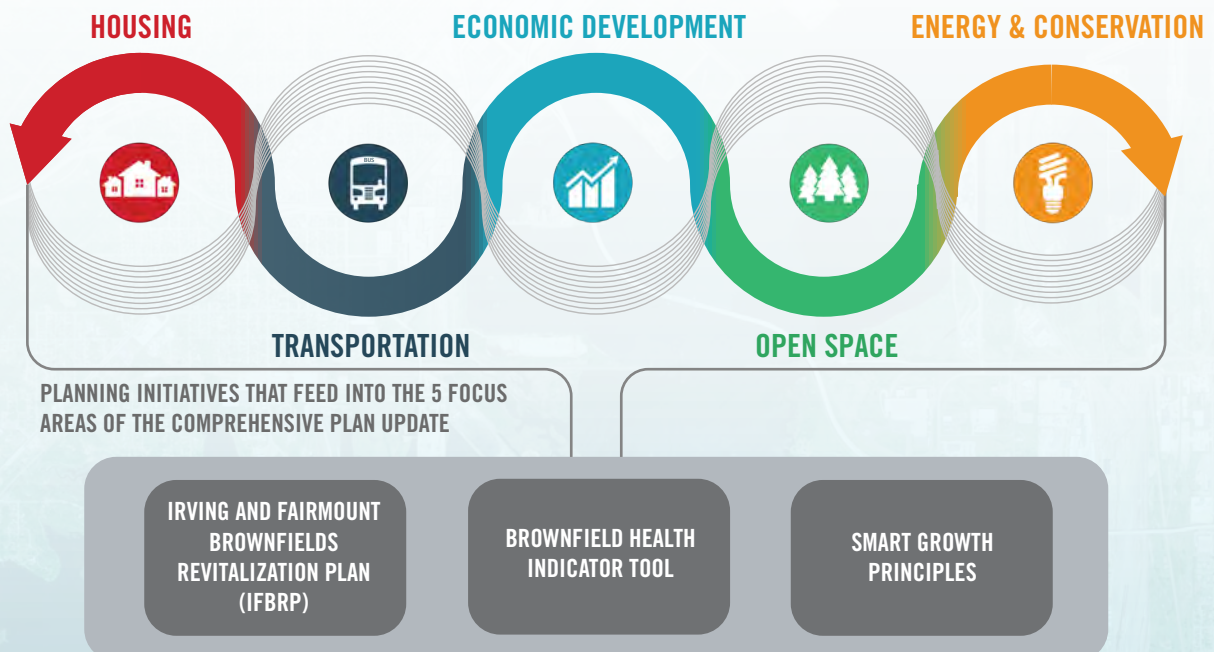 HOUSING
ECONOMIC DEVELOPMENT
ENERGY & CONSERVATION
BUS
TRANSPORTATION
OPEN SPACE
PLANNING INITIATIVES THAT FEED INTO THE 5 FOCUS
AREAS OF THE COMPREHENSIVE PLAN UPDATE
IRVING AND FAIRMOUNT
BROWNFIELDS
REVITALIZATION PLAN
(IFBRP)
BROWNFIELD HEALTH
INDICATOR TOOL
SMART GROWTH
PRINCIPLES